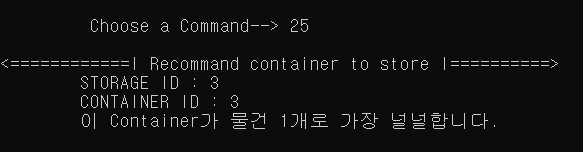 Choose a Command--> 25
<============| Recommand container to store |==========>
STORAGE ID : 3
CONTAINER ID : 3
이 Container가 물건 1개로 가장 널널합니다.